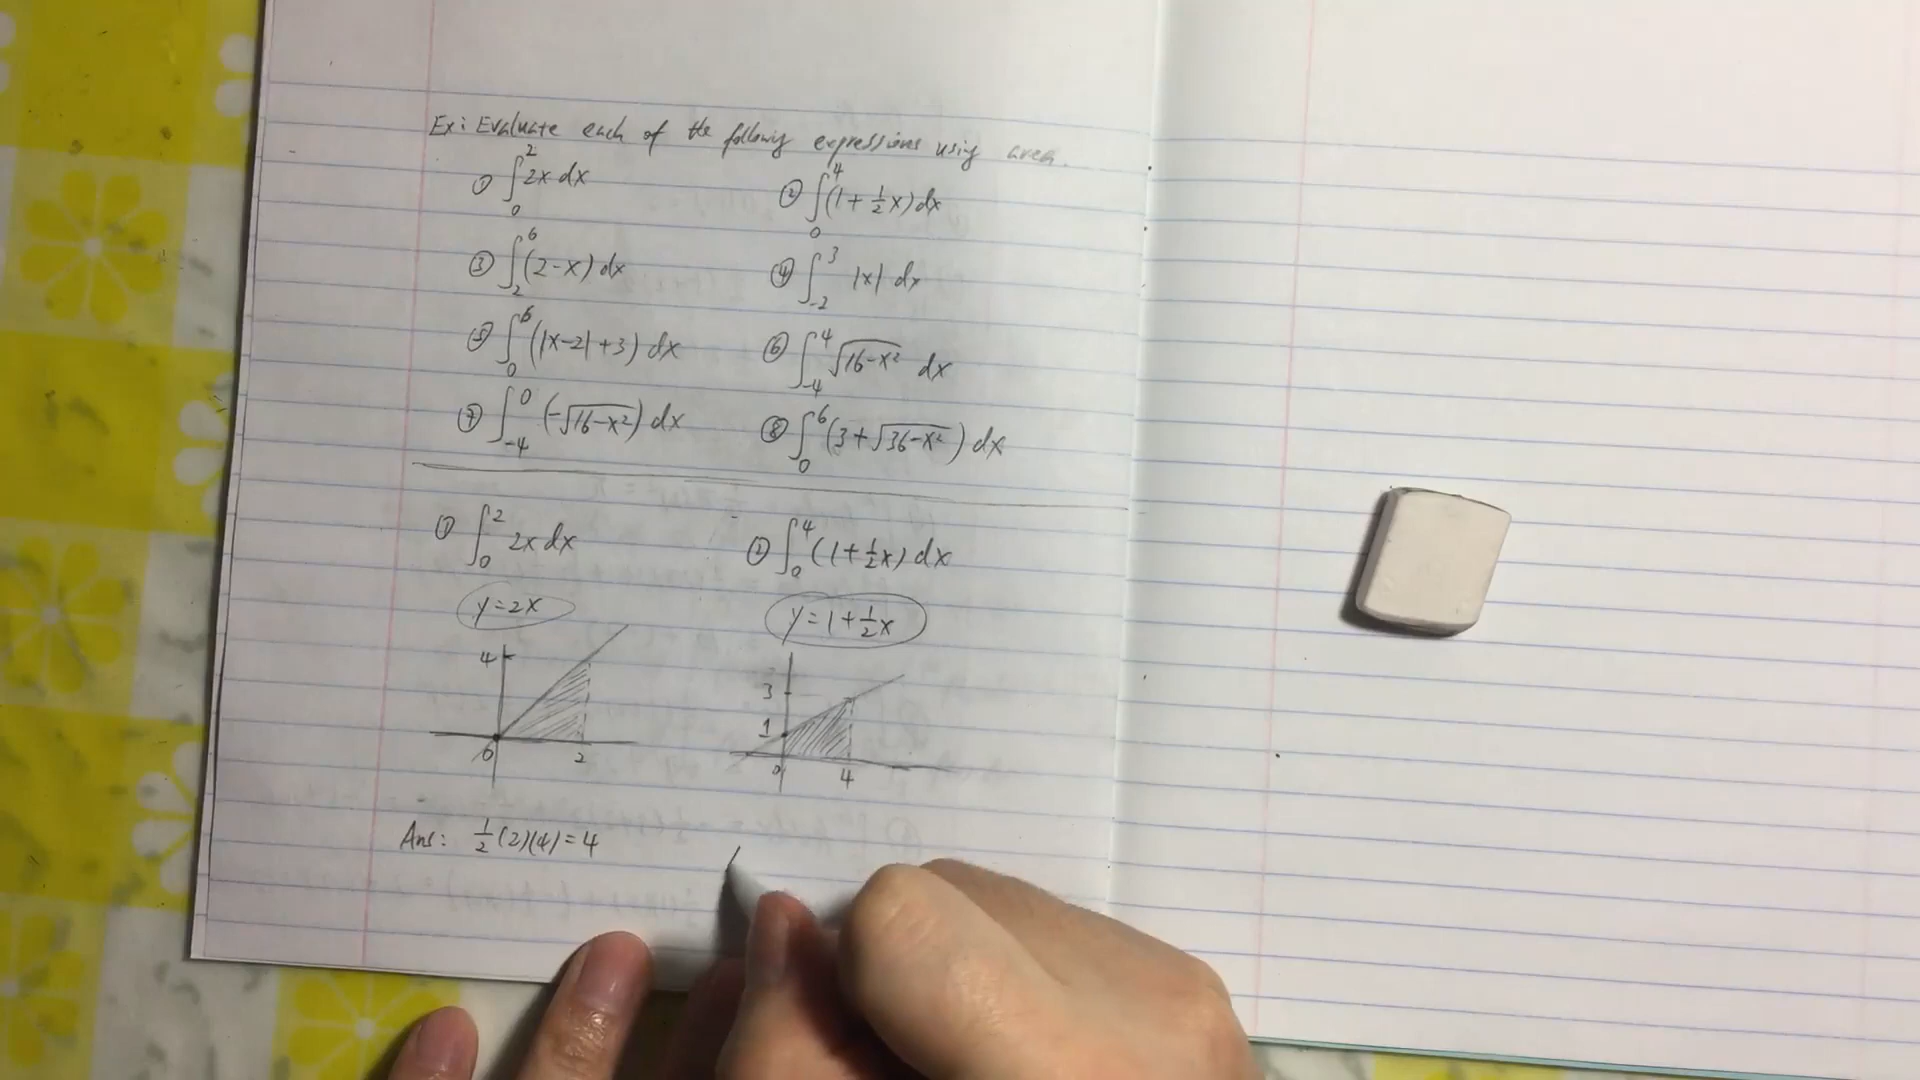 Ex: Evaluate each of the following expressions using area.
① ∫₀² 2x dx ② ∫₀⁴ (1 + ½x) dx
③ ∫₂⁶ (2-x) dx ④ ∫₋₂³ |x| dx
⑤ ∫₀⁶ (|x-2| + 3) dx ⑥ ∫₋₄⁴ √(16-x²) dx
⑦ ∫₋₄⁰ (-√(16-x²)) dx ⑧ ∫₀⁶ (3 + √(36-x²)) dx
① ∫₀² 2x dx ② ∫₀⁴ (1 + ½x) dx
y = 2x y = 1 + ½x
4 3
1
0 2 0 4
Ans: ½(2)(4) = 4